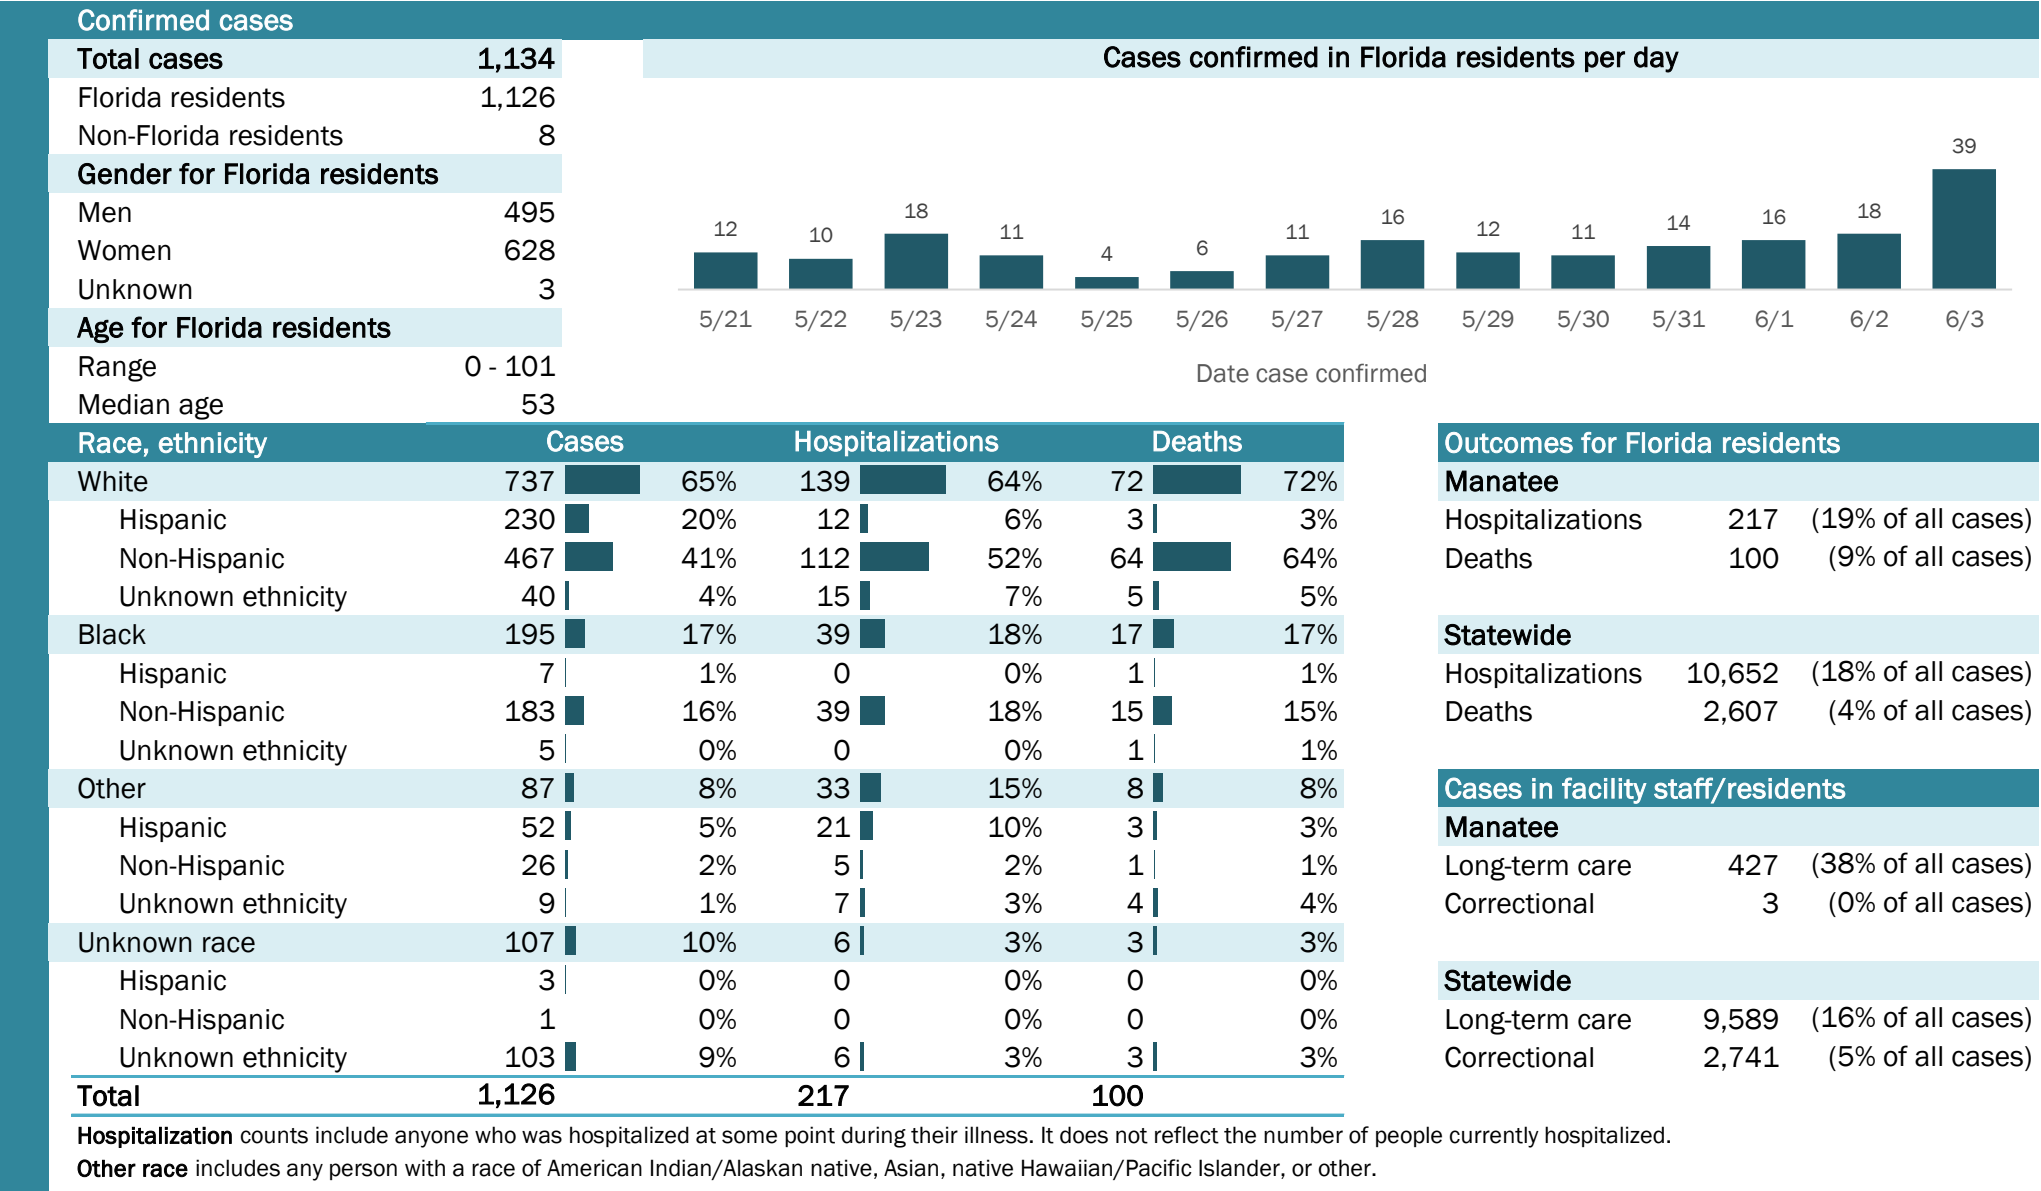 Confirmed cases
Total cases 1,134
Florida residents 1,126
Non-Florida residents 8
Gender for Florida residents
Men 495
Women 628
Unknown 3
Age for Florida residents
Range 0 - 101
Median age 53
Cases confirmed in Florida residents per day
12 10 18 11 4 6 11 16 12 11 14 16 18 39
5/21 5/22 5/23 5/24 5/25 5/26 5/27 5/28 5/29 5/30 5/31 6/1 6/2 6/3
Date case confirmed
Race, ethnicity Cases Hospitalizations Deaths
White 737 65% 139 64% 72 72%
Hispanic 230 20% 12 6% 3 3%
Non-Hispanic 467 41% 112 52% 64 64%
Unknown ethnicity 40 4% 15 7% 5 5%
Black 195 17% 39 18% 17 17%
Hispanic 7 1% 0 0% 1 1%
Non-Hispanic 183 16% 39 18% 15 15%
Unknown ethnicity 5 0% 0 0% 1 1%
Other 87 8% 33 15% 8 8%
Hispanic 52 5% 21 10% 3 3%
Non-Hispanic 26 2% 5 2% 1 1%
Unknown ethnicity 9 1% 7 3% 4 4%
Unknown race 107 10% 6 3% 3 3%
Hispanic 3 0% 0 0% 0 0%
Non-Hispanic 1 0% 0 0% 0 0%
Unknown ethnicity 103 9% 6 3% 3 3%
Total 1,126 217 100
Outcomes for Florida residents
Manatee
Hospitalizations 217 (19% of all cases)
Deaths 100 (9% of all cases)
Statewide
Hospitalizations 10,652 (18% of all cases)
Deaths 2,607 (4% of all cases)
Cases in facility staff/residents
Manatee
Long-term care 427 (38% of all cases)
Correctional 3 (0% of all cases)
Statewide
Long-term care 9,589 (16% of all cases)
Correctional 2,741 (5% of all cases)
Hospitalization counts include anyone who was hospitalized at some point during their illness. It does not reflect the number of people currently hospitalized.
Other race includes any person with a race of American Indian/Alaskan native, Asian, native Hawaiian/Pacific Islander, or other.